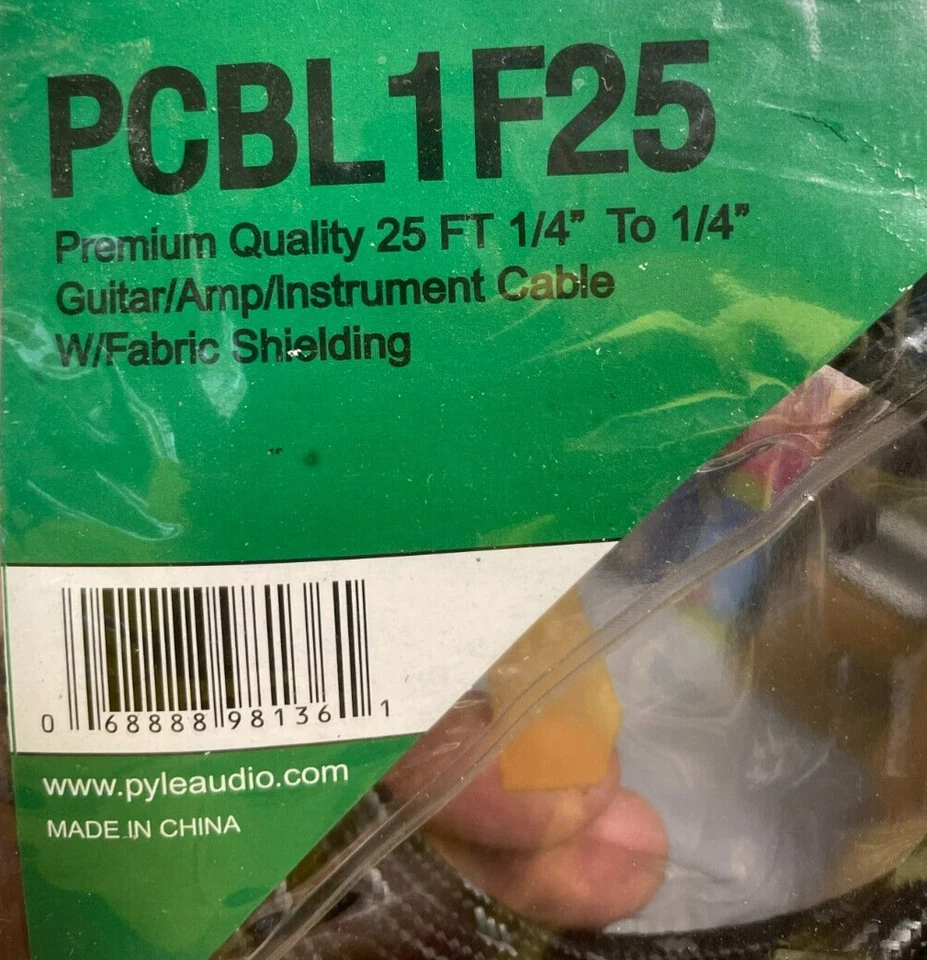 PCBL1F25
Premium Quality 25 FT 1/4” To 1/4”
Guitar/Amp/Instrument Cable
W/Fabric Shielding
0 68888 98136 1
www.pyleaudio.com
MADE IN CHINA